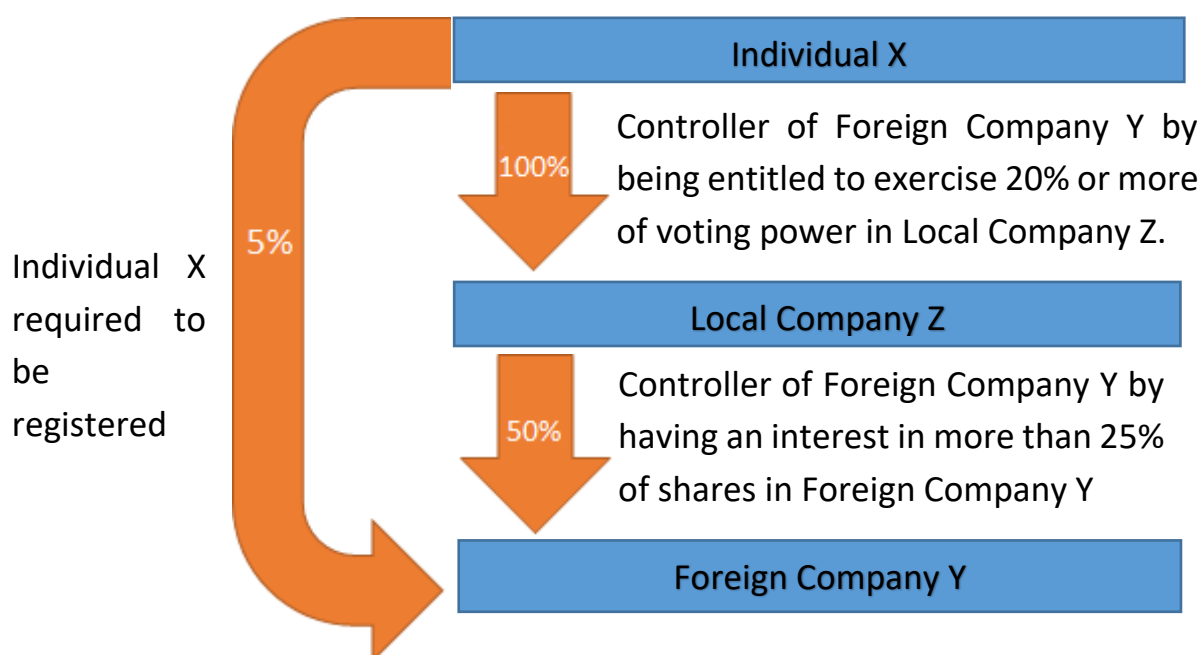 Individual X
Controller of Foreign Company Y by
100%
being entitled to exercise 20% or more
of voting power in Local Company Z.
5%
Individual X
required to
be
registered
Local Company Z
Controller of Foreign Company Y by
50%
having an interest in more than 25%
of shares in Foreign Company Y
Foreign Company Y